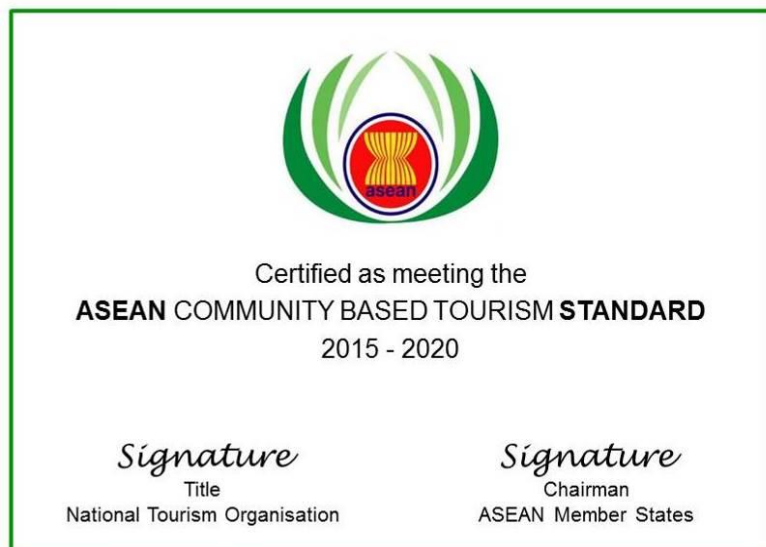 asean
Certified as meeting the
ASEAN COMMUNITY BASED TOURISM STANDARD
2015 - 2020
Signature
Title
National Tourism Organisation
Signature
Chairman
ASEAN Member States